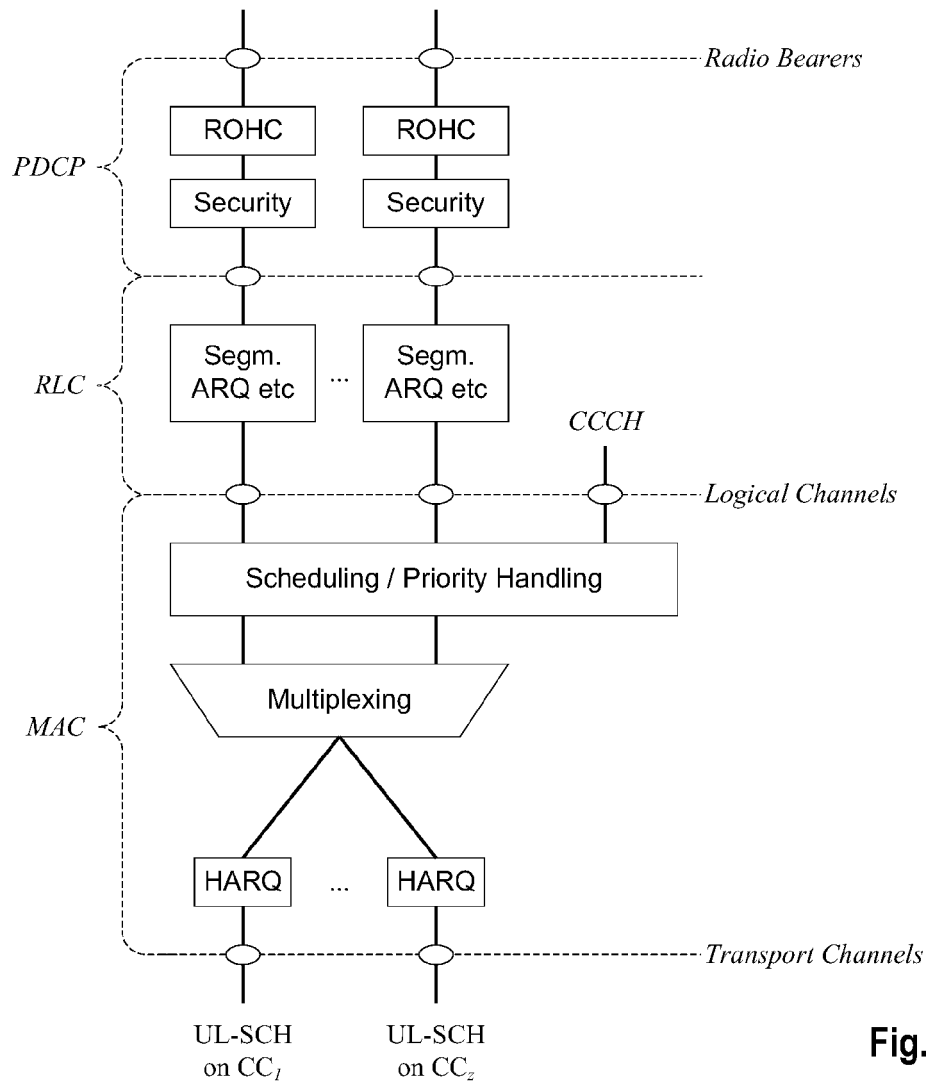 Radio Bearers
ROHC
ROHC
PDCP
Security
Security
Segm.
ARQ etc
...
Segm.
ARQ etc
RLC
CCCH
Logical Channels
Scheduling / Priority Handling
Multiplexing
MAC
HARQ
...
HARQ
Transport Channels
UL-SCH
on CC1
UL-SCH
on CCz
Fig.